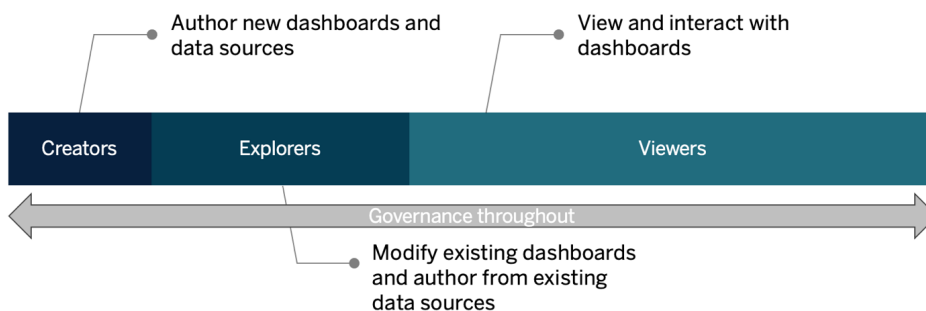 Author new dashboards and
data sources
View and interact with
dashboards
Creators
Explorers
Viewers
Governance throughout
Modify existing dashboards
and author from existing
data sources